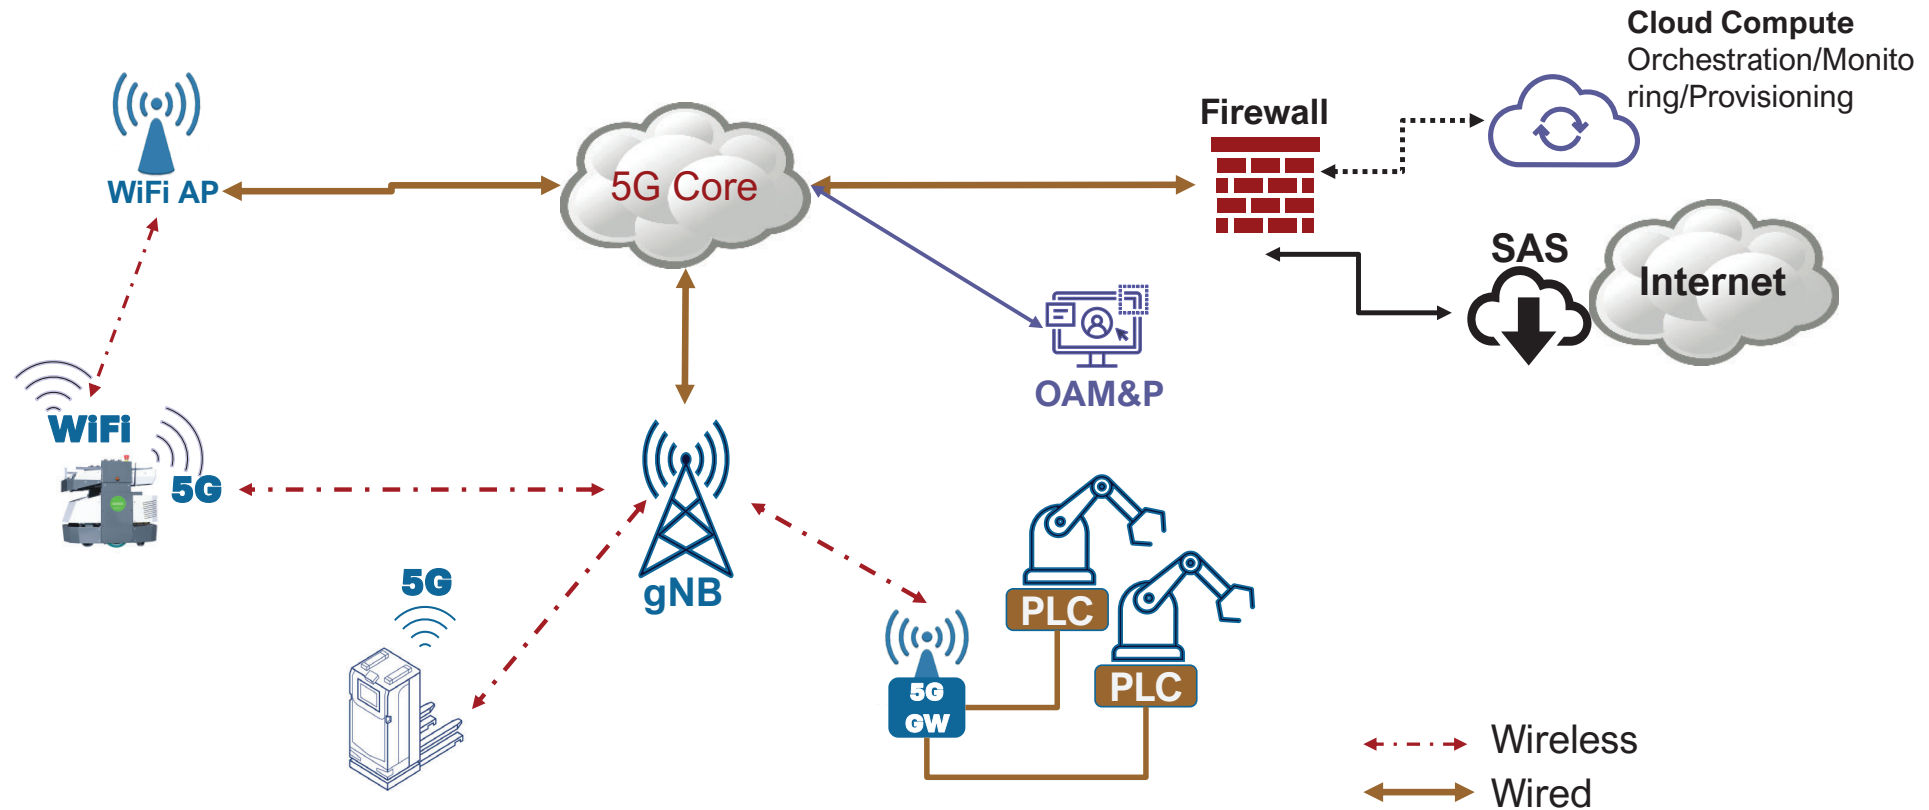 Cloud Compute
Orchestration/Monito
ring/Provisioning
Firewall
WiFi AP
5G Core
SAS
Internet
OAM&P
WiFi
5G
5G
gNB
PLC
PLC
5G
GW
Wireless
Wired